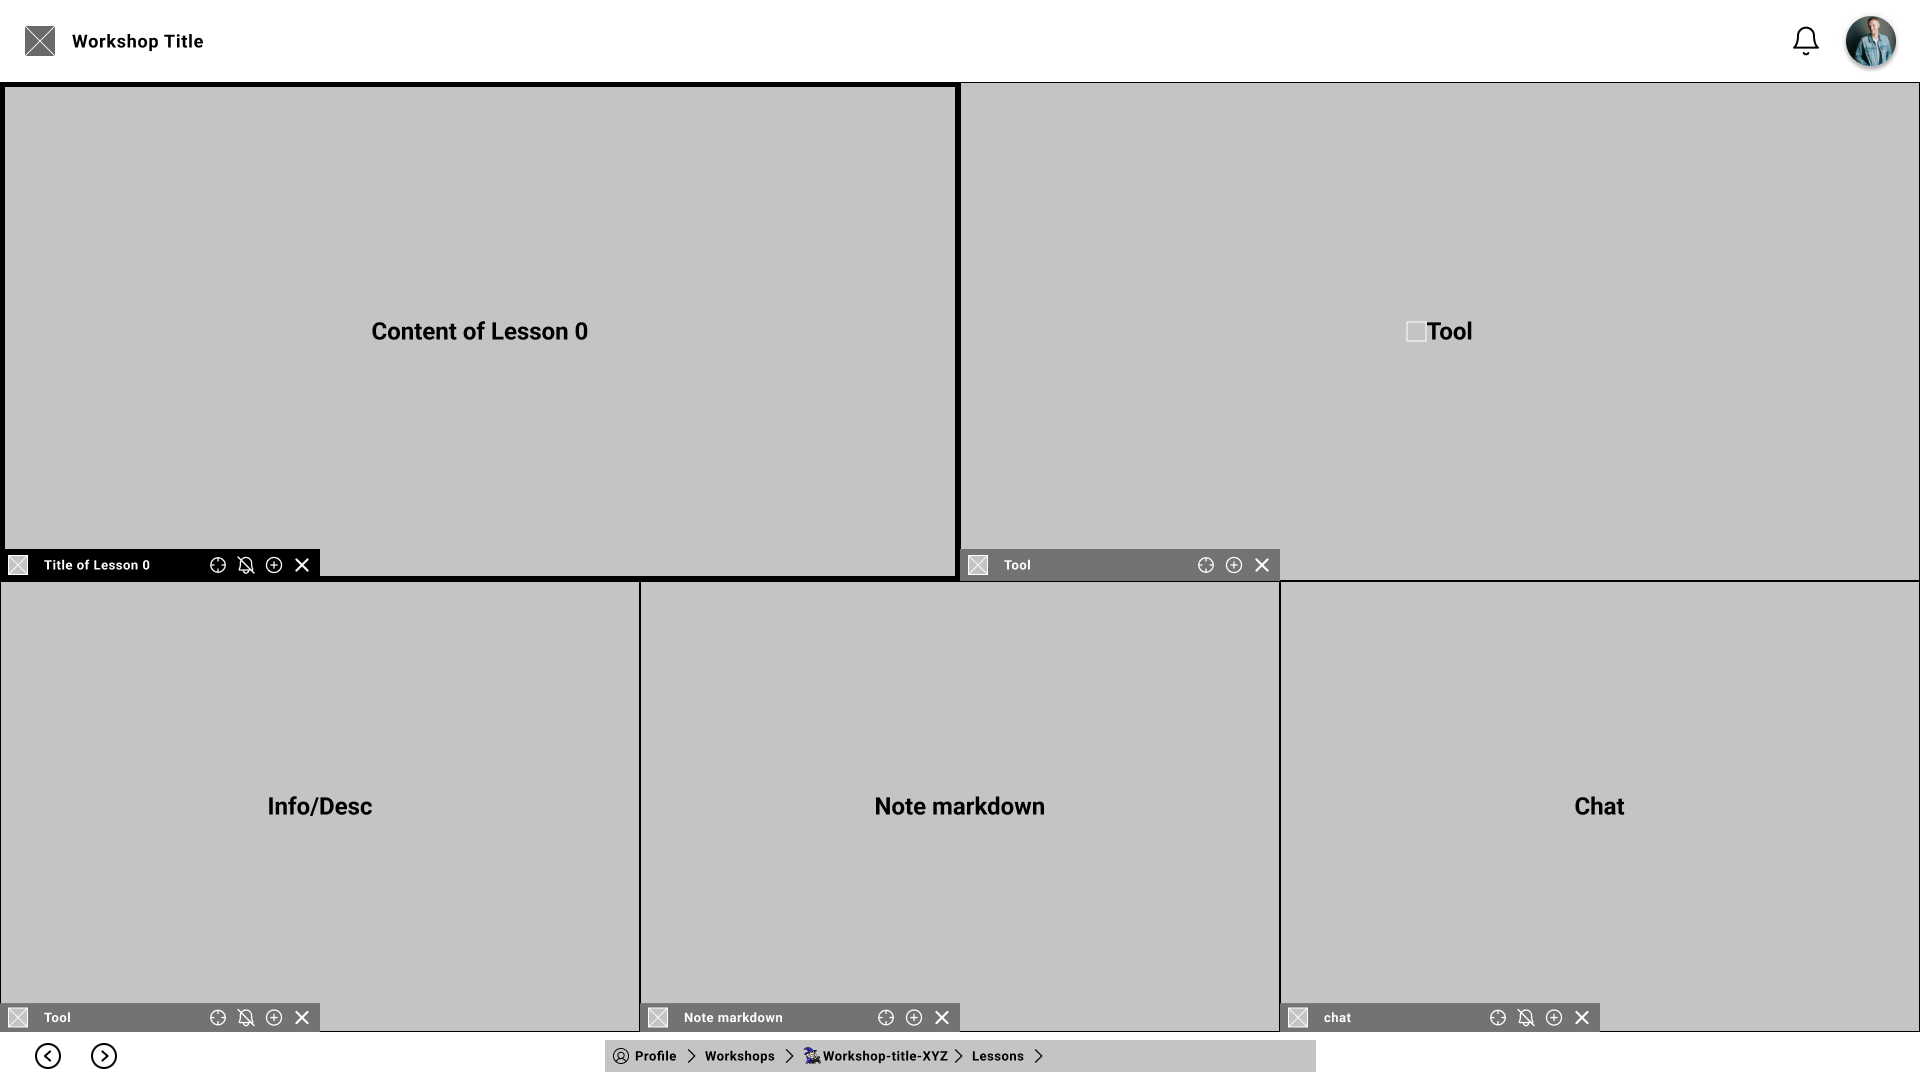 Workshop Title
Content of Lesson 0
Tool
Title of Lesson 0
Tool
Info/Desc
Note markdown
Chat
Tool
Note markdown
chat
Profile
Workshops
Workshop-title-XYZ
Lessons